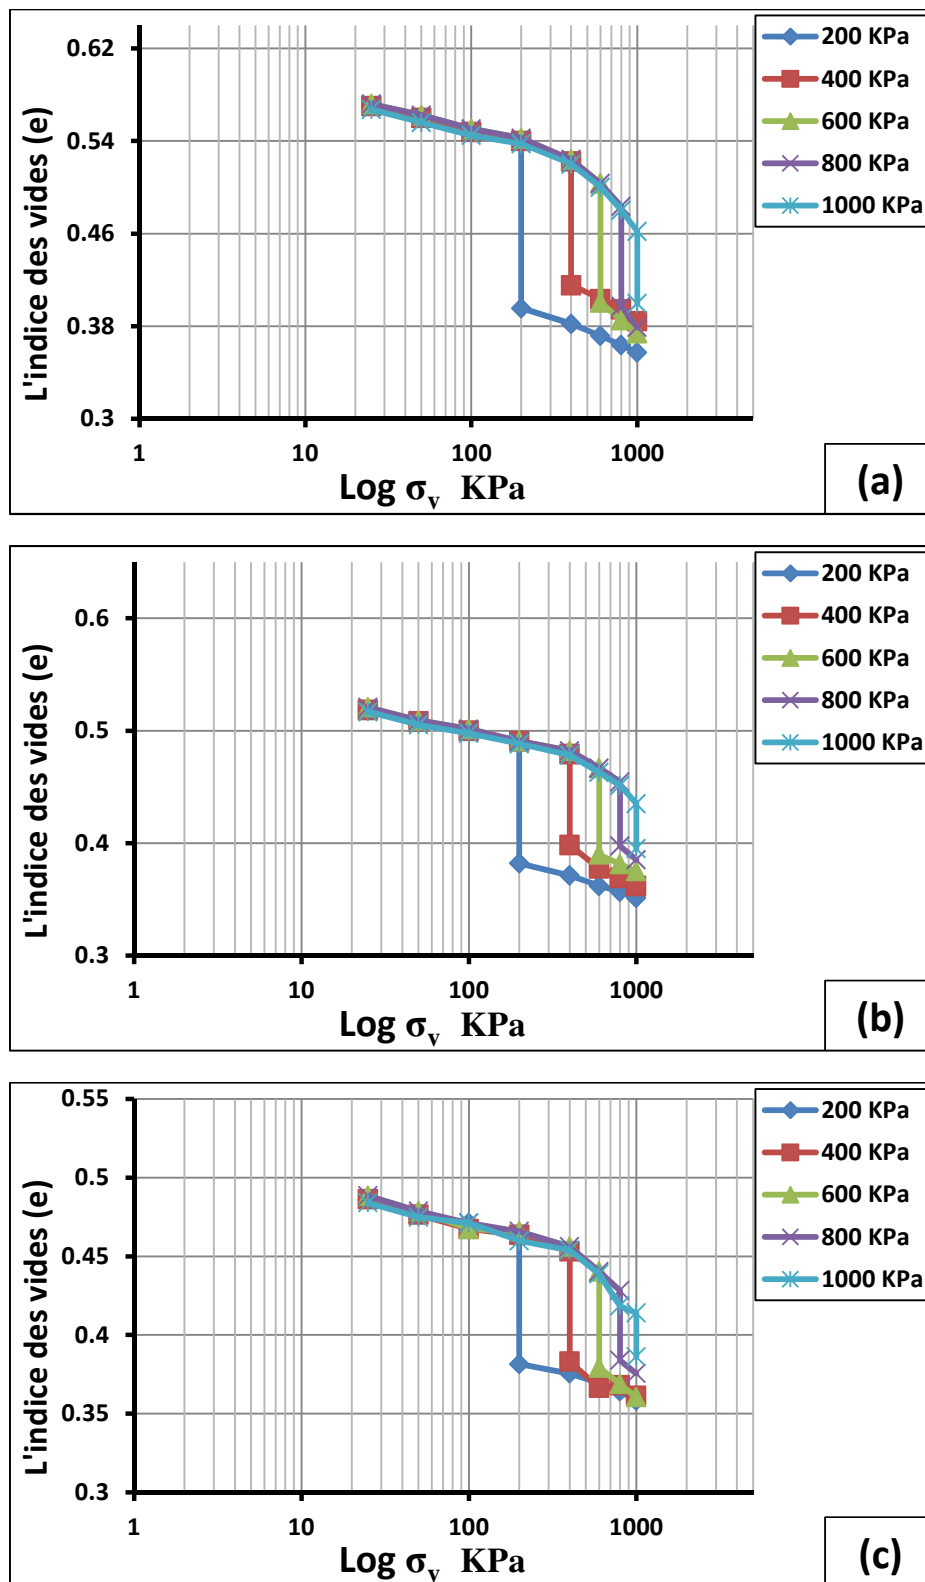 0.62
0.54
0.46
0.38
0.3
L'indice des vides (e)
1
10
100
1000
Log σv KPa
200 KPa
400 KPa
600 KPa
800 KPa
1000 KPa
(a)
0.6
0.5
0.4
0.3
L'indice des vides (e)
1
10
100
1000
Log σv KPa
200 KPa
400 KPa
600 KPa
800 KPa
1000 KPa
(b)
0.55
0.5
0.45
0.4
0.35
0.3
L'indice des vides (e)
1
10
100
1000
Log σv KPa
200 KPa
400 KPa
600 KPa
800 KPa
1000 KPa
(c)